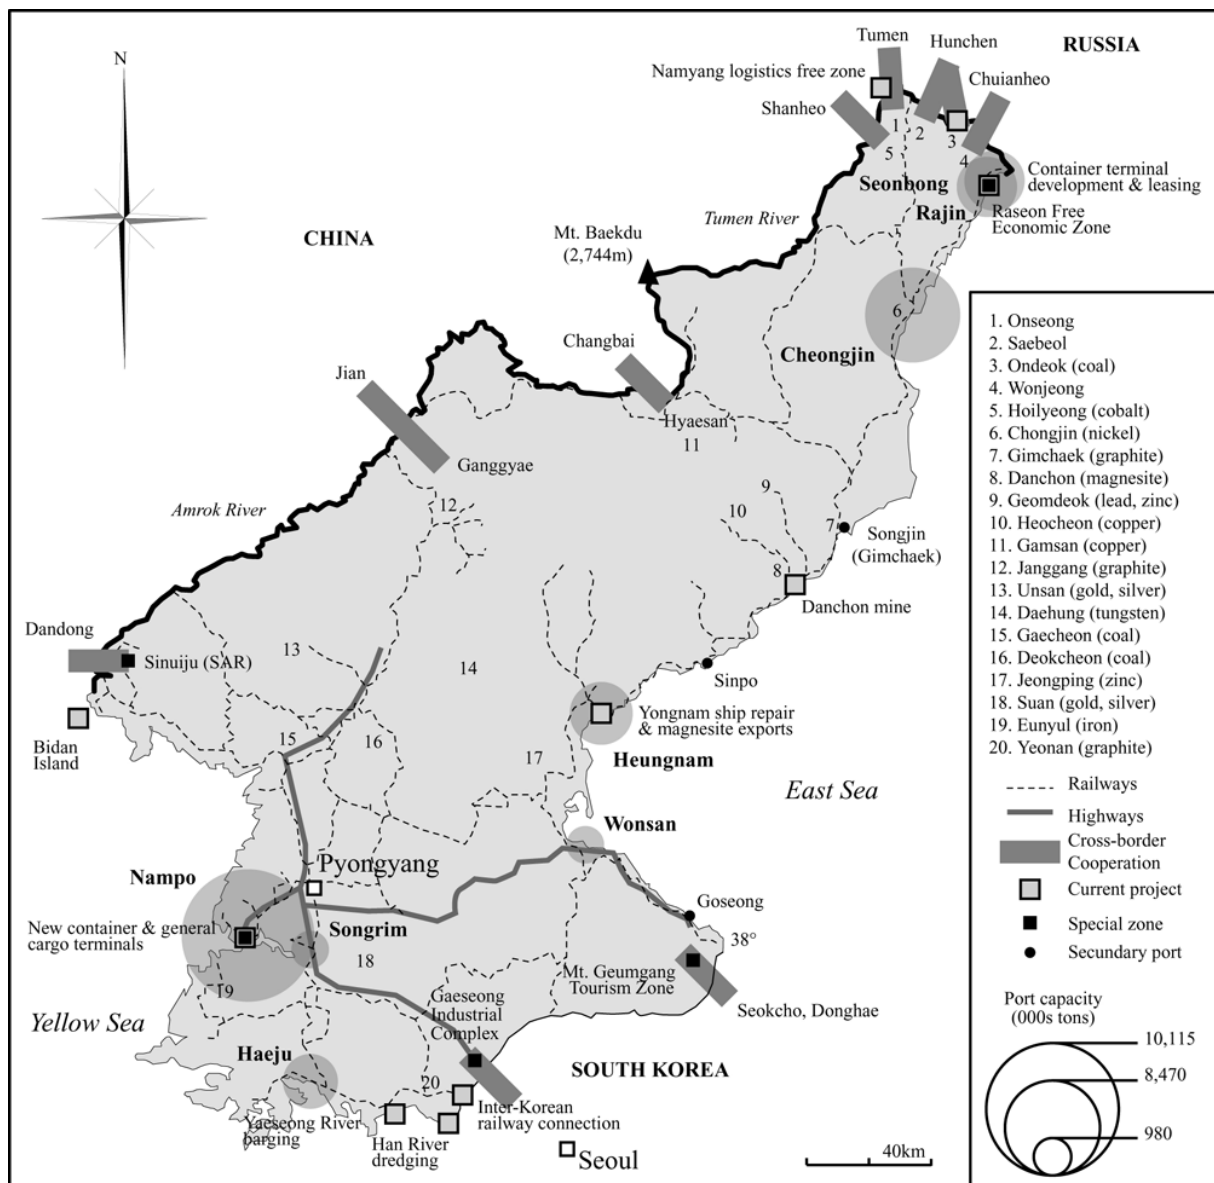 N
Tumen
Hunchen
RUSSIA
Namyang logistics free zone
Chuianheo
Shanheo
1
2
3
5
4
Container terminal
development & leasing
Seonbong
Rajin
Raseon Free
Economic Zone
Tumen River
CHINA
Mt. Baekdu
(2,744m)
6
Changbai
Cheongjin
Jian
Hyaesan
11
Ganggyae
9
12
10
Amrok River
7
Songjin
(Gimchaek)
8
Danchon mine
Dandong
13
Sinuiju (SAR)
14
Sinpo
Yongnam ship repair
& magnesite exports
15
16
Bidan
Island
17
Heungnam
East Sea
Wonsan
Pyongyang
Nampo
Goseong
New container & general
cargo terminals
Songrim
38°
18
Mt. Geumgang
Tourism Zone
19
Gaeseong
Industrial
Complex
Seokcho, Donghae
Yellow Sea
Haeju
SOUTH KOREA
20
Yaeseong River
barging
Inter-Korean
railway connection
Han River
dredging
Seoul
40km
1. Onseong
2. Saebeol
3. Ondeok (coal)
4. Wonjeong
5. Hoilyeong (cobalt)
6. Chongjin (nickel)
7. Gimchaek (graphite)
8. Danchon (magnesite)
9. Geomdeok (lead, zinc)
10. Heocheon (copper)
11. Gamsan (copper)
12. Janggang (graphite)
13. Unsan (gold, silver)
14. Daehung (tungsten)
15. Gaecheon (coal)
16. Deokcheon (coal)
17. Jeongping (zinc)
18. Suan (gold, silver)
19. Eunyul (iron)
20. Yeonan (graphite)
Railways
Highways
Cross-border
Cooperation
Current project
Special zone
Secundary port
Port capacity
(000s tons)
10,115
8,470
980